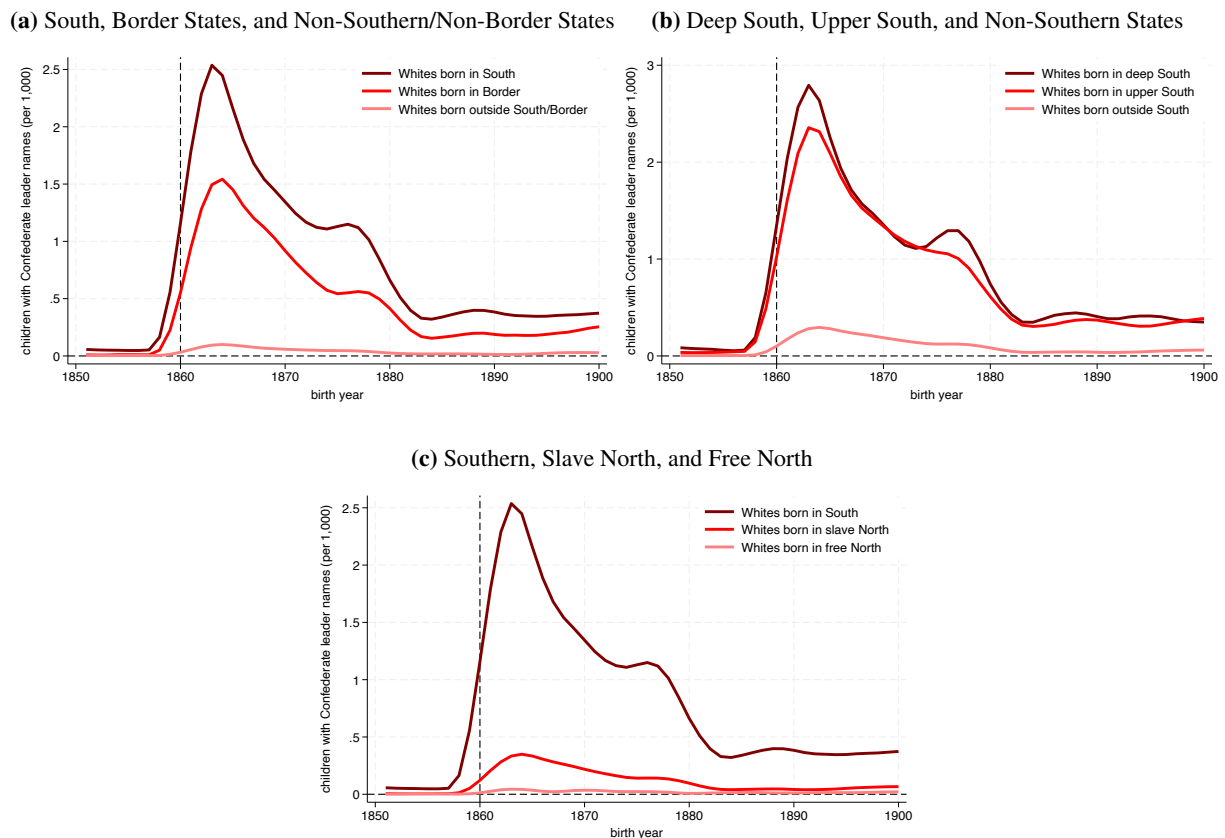 (a) South, Border States, and Non-Southern/Non-Border States
children with Confederate leader names (per 1,000)
2.5
2
1.5
1
.5
0
Whites born in South
Whites born in Border
Whites born outside South/Border
1850
1860
1870
1880
1890
1900
birth year
(b) Deep South, Upper South, and Non-Southern States
children with Confederate leader names (per 1,000)
3
2
1
0
Whites born in deep South
Whites born in upper South
Whites born outside South
1850
1860
1870
1880
1890
1900
birth year
(c) Southern, Slave North, and Free North
children with Confederate leader names (per 1,000)
2.5
2
1.5
1
.5
0
Whites born in South
Whites born in slave North
Whites born in free North
1850
1860
1870
1880
1890
1900
birth year